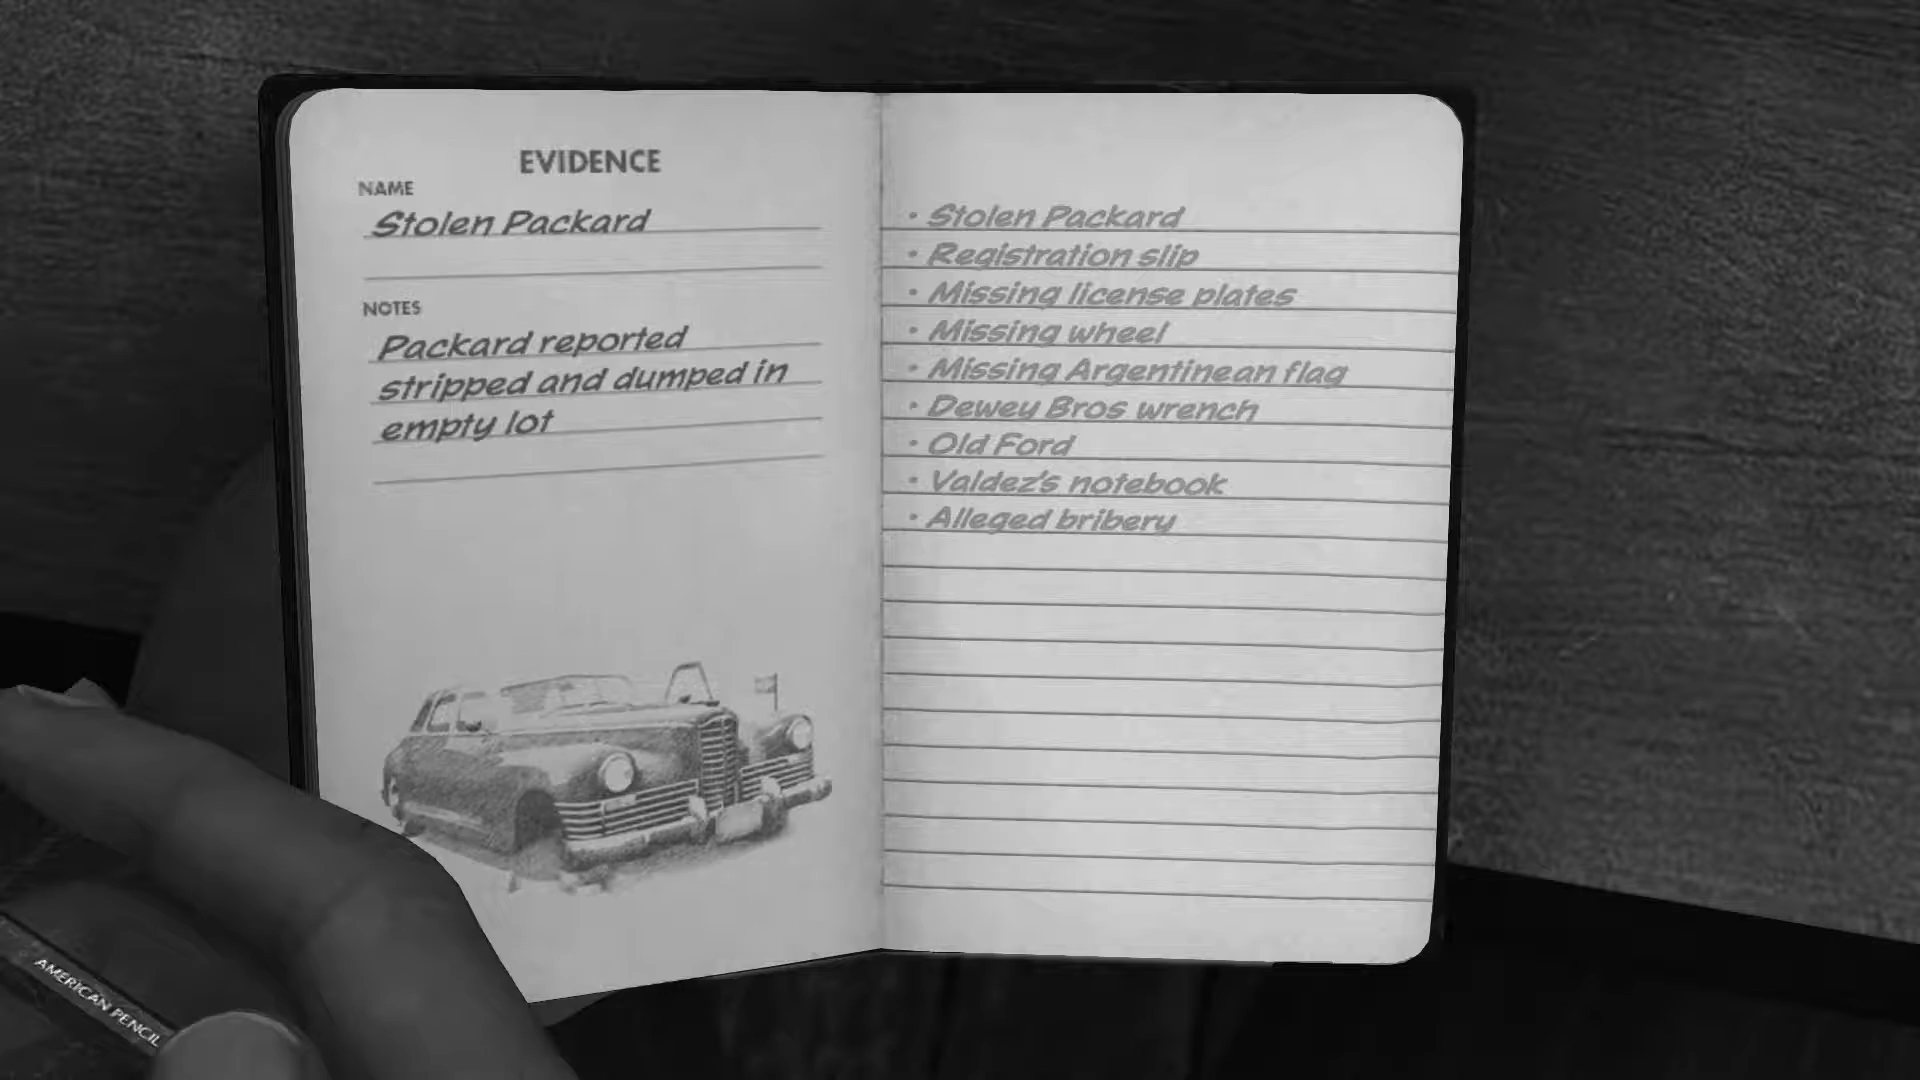 EVIDENCE
NAME
Stolen Packard
NOTES
Packard reported
stripped and dumped in
empty lot
• Stolen Packard
• Registration slip
• Missing license plates
• Missing wheel
• Missing Argentinean flag
• Dewey Bros wrench
• Old Ford
• Valdez's notebook
• Alleged bribery
AMERICAN PENCIL